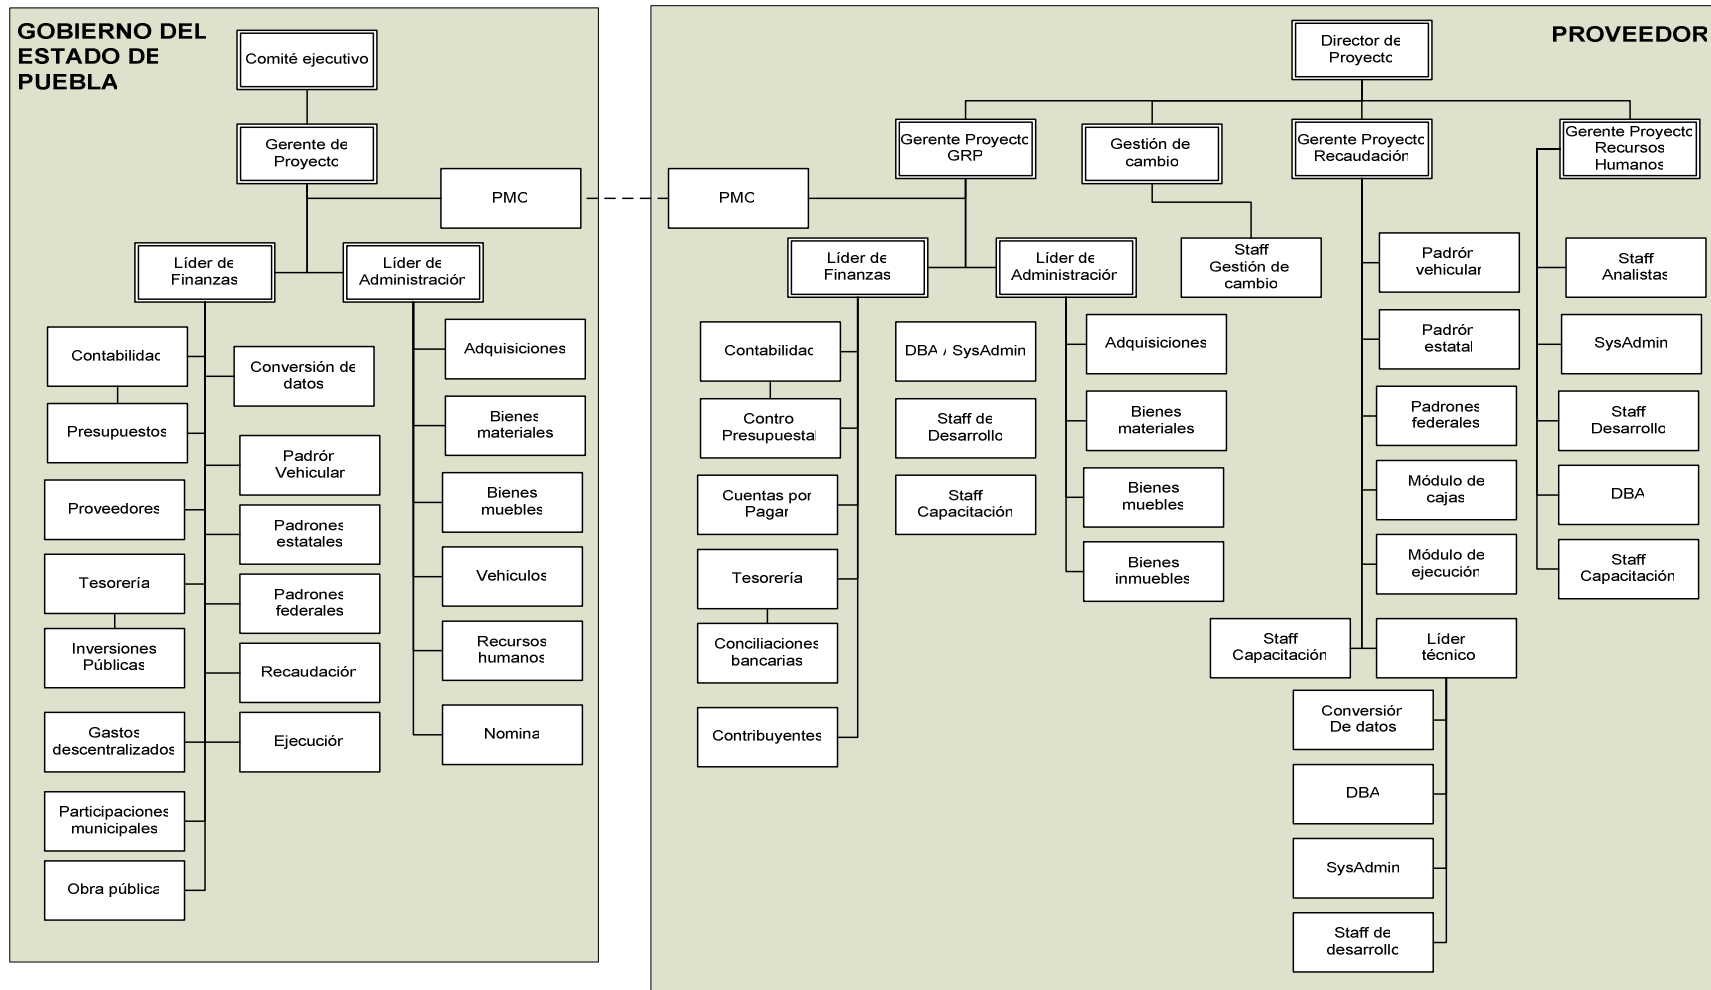 GOBIERNO DEL
ESTADO DE
PUEBLA
Comité ejecutivo
Gerente de
Proyecto
PMO
Líder de
Finanzas
Líder de
Administración
Contabilidad
Presupuestos
Proveedores
Tesorería
Inversiones
Públicas
Gastos
descentralizados
Participaciones
municipales
Obra pública
Conversión de
datos
Padrón
Vehicular
Padrones
estatales
Padrones
federales
Recaudación
Ejecución
Adquisiciones
Bienes
materiales
Bienes
muebles
Vehiculos
Recursos
humanos
Nomina
PROVEEDOR
Director de
Proyecto
Gerente Proyecto
GRP
Gestión de
cambio
Gerente Proyecto
Recaudación
Gerente Proyecto
Recursos
Humanos
PMO
Líder de
Finanzas
Líder de
Administración
Staff
Gestión de
cambio
Contabilidad
Contro
Presupuestal
Cuentas por
Pagar
Tesorería
Conciliaciones
bancarias
Contribuyentes
DBA / SysAdmin
Staff de
Desarrollo
Staff
Capacitación
Adquisiciones
Bienes
materiales
Bienes
muebles
Bienes
inmuebles
Padrón
vehicular
Padrón
estatal
Padrones
federales
Módulo de
cajas
Módulo de
ejecución
Staff
Capacitación
Líder
técnico
Conversión
De datos
DBA
SysAdmin
Staff de
desarrollo
Staff
Analistas
SysAdmin
Staff
Desarrollo
DBA
Staff
Capacitación